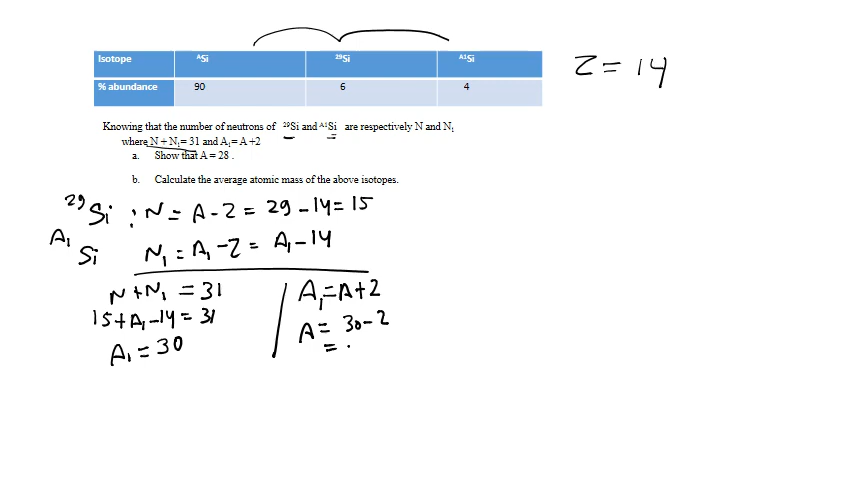 Isotope ᴬSi ²⁹Si ᴬ¹Si
% abundance 90 6 4
Z = 14
Knowing that the number of neutrons of ²⁹Si and ᴬ¹Si are respectively N and N₁
where N + N₁= 31 and A₁= A +2
a. Show that A = 28 .
b. Calculate the average atomic mass of the above isotopes.
²⁹Si : N = A - Z = 29 - 14 = 15
ᴬ¹Si N₁ = A₁ - Z = A₁ - 14
N + N₁ = 31
15 + A₁ - 14 = 31
A₁ = 30
A₁ = A + 2
A = 30 - 2
= .